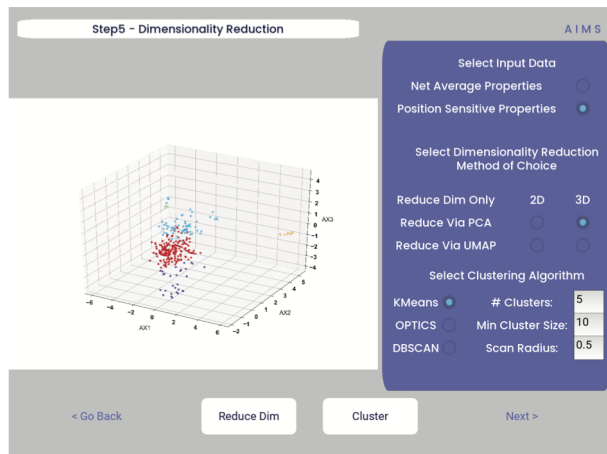 Step5 - Dimensionality Reduction
AIMS
Select Input Data
Net Average Properties
Position Sensitive Properties
Select Dimensionality Reduction
Method of Choice
Reduce Dim Only 2D 3D
Reduce Via PCA
Reduce Via UMAP
Select Clustering Algorithm
KMeans # Clusters: 5
OPTICS Min Cluster Size: 10
DBSCAN Scan Radius: 0.5
4
3
2
1
0
-1
-2
-3
-4
AX3
-6 -4 -2 0 2 4 6
AX1
-2 -1 0 1 2 3 4 5
AX2
< Go Back Reduce Dim Cluster Next >